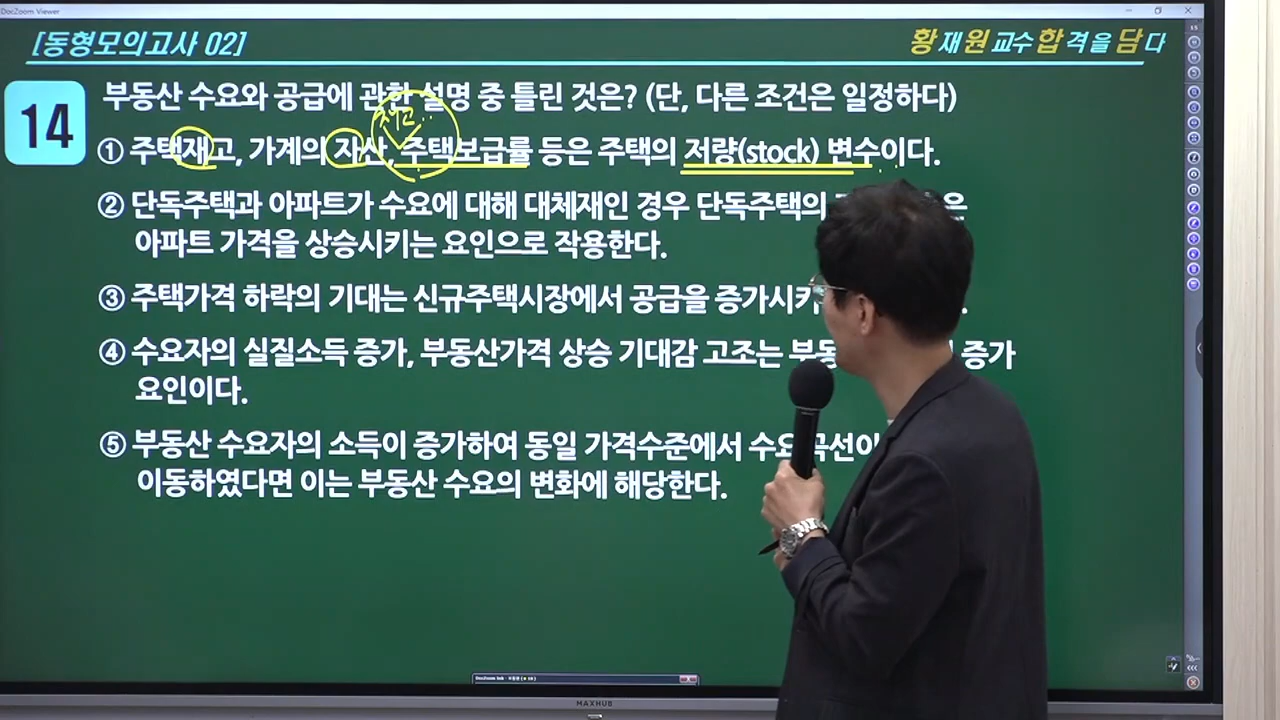 DocZoom Viewer
[동형모의고사 02]
황재원교수합격을담다
14
부동산 수요와 공급에 관한 설명 중 틀린 것은? (단, 다른 조건은 일정하다)
재고...
① 주택재고, 가계의 자산, 주택보급률 등은 주택의 저량(stock) 변수이다.
② 단독주택과 아파트가 수요에 대해 대체재인 경우 단독주택의
아파트 가격을 상승시키는 요인으로 작용한다.
③ 주택가격 하락의 기대는 신규주택시장에서 공급을 증가시키
④ 수요자의 실질소득 증가, 부동산가격 상승 기대감 고조는 증가
요인이다.
⑤ 부동산 수요자의 소득이 증가하여 동일 가격수준에서
이동하였다면 이는 부동산 수요의 변화에 해당한다.
MAXHUB